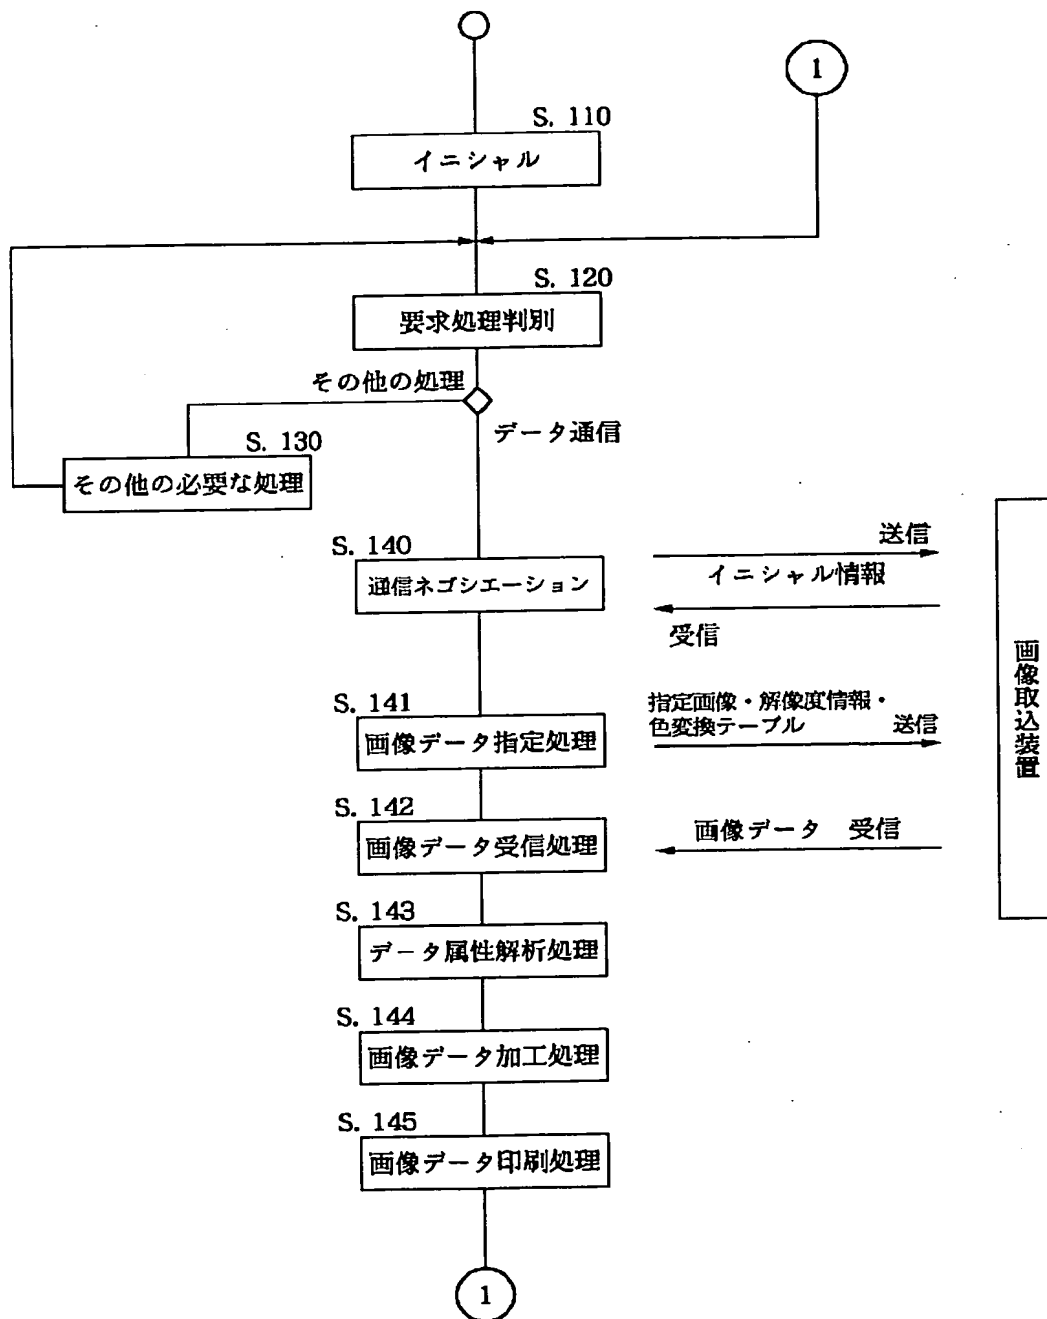 1
S. 110
イニシャル
S. 120
要求処理判別
その他の処理
データ通信
S. 130
その他の必要な処理
S. 140
通信ネゴシエーション
送信
イニシャル情報
受信
画像取込装置
S. 141
画像データ指定処理
指定画像・解像度情報・
色変換テーブル 送信
S. 142
画像データ受信処理
画像データ 受信
S. 143
データ属性解析処理
S. 144
画像データ加工処理
S. 145
画像データ印刷処理
1